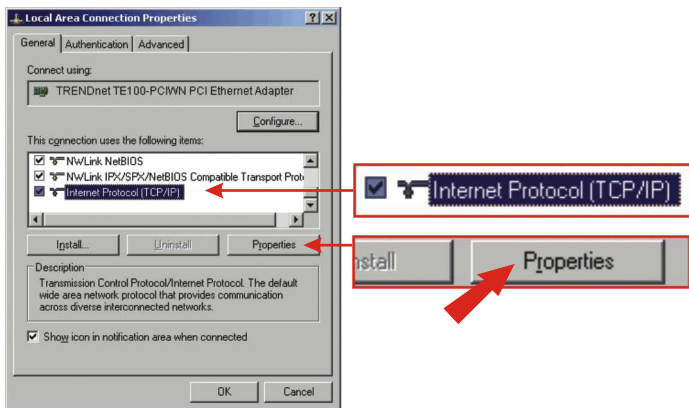 Local Area Connection Properties
General Authentication Advanced
Connect using:
TRENDnet TE100-PCIWN PCI Ethernet Adapter
Configure...
This connection uses the following items:
NWLink NetBIOS
NWLink IPX/SPX/NetBIOS Compatible Transport Proto
Internet Protocol (TCP/IP)
Install... Uninstall Properties
Description
Transmission Control Protocol/Internet Protocol. The default
wide area network protocol that provides communication
across diverse interconnected networks.
Show icon in notification area when connected
OK Cancel
Internet Protocol (TCP/IP)
nstall Properties